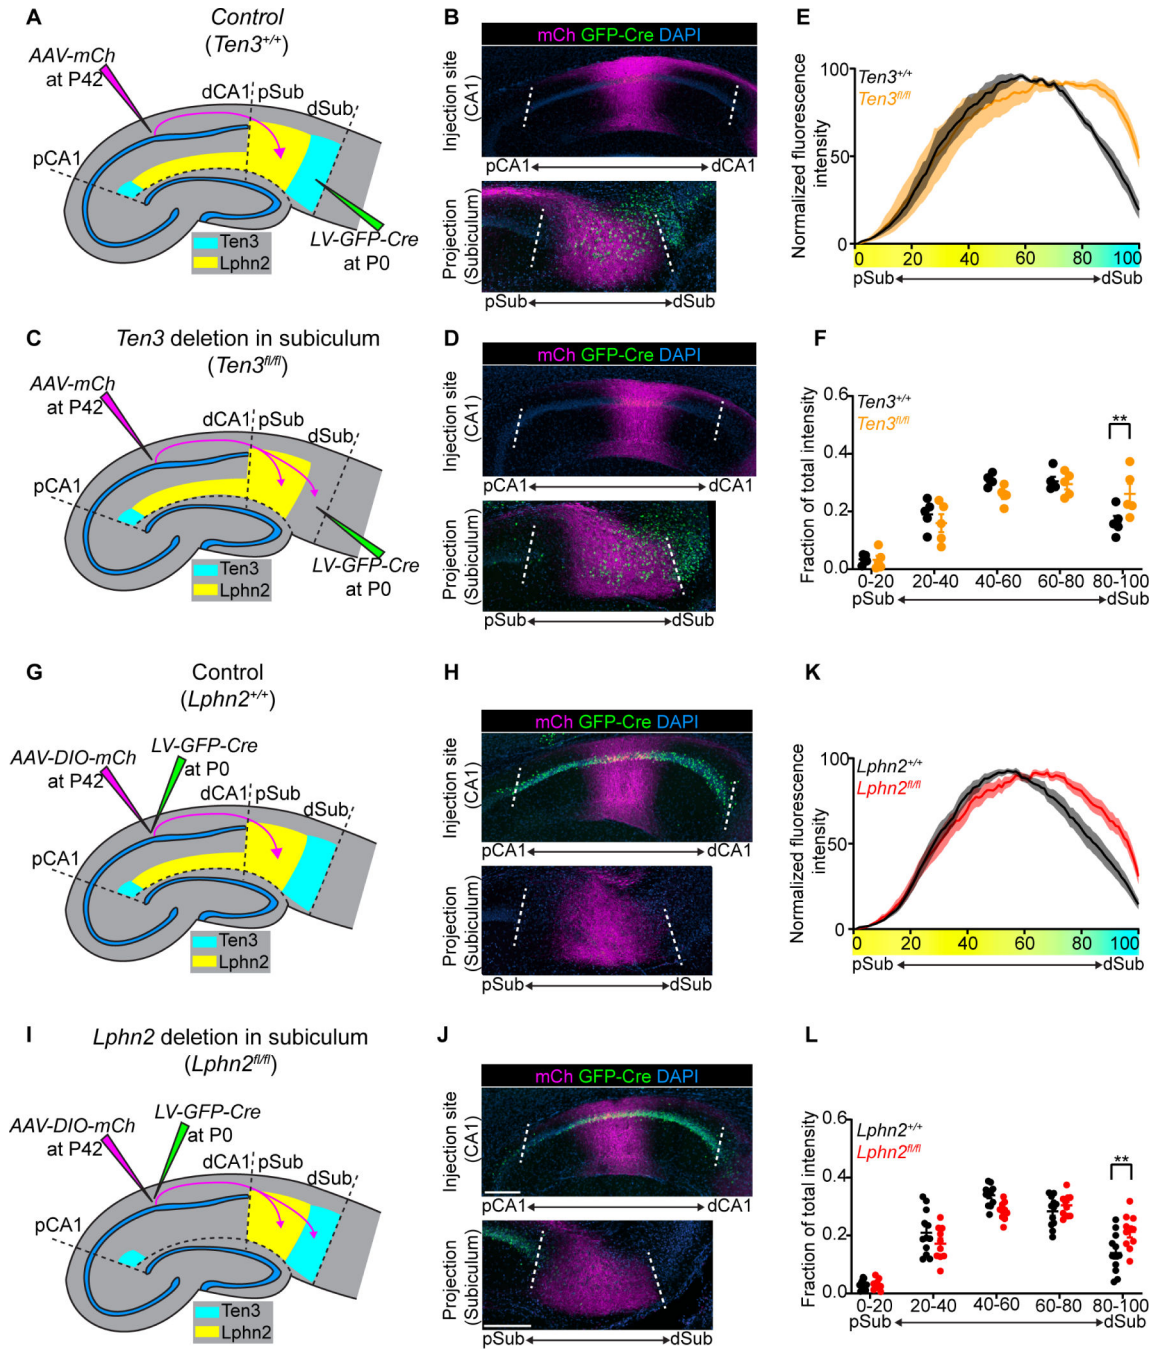 A
Control
(Ten3+/+)
AAV-mCh
at P42
dCA1
pSub
dSub
pCA1
Ten3
Lphn2
LV-GFP-Cre
at P0
B
mCh GFP-Cre DAPI
Injection site
(CA1)
pCA1
dCA1
Projection
(Subiculum)
pSub
dSub
E
Ten3+/+
Ten3fl/fl
Normalized fluorescence
intensity
100
50
0
0 20 40 60 80 100
pSub
dSub
C
Ten3 deletion in subiculum
(Ten3fl/fl)
AAV-mCh
at P42
dCA1
pSub
dSub
pCA1
Ten3
Lphn2
LV-GFP-Cre
at P0
D
mCh GFP-Cre DAPI
Injection site
(CA1)
pCA1
dCA1
Projection
(Subiculum)
pSub
dSub
F
Ten3+/+
Ten3fl/fl
**
Fraction of total intensity
0.6
0.4
0.2
0.0
0-20 20-40 40-60 60-80 80-100
pSub
dSub
G
Control
(Lphn2+/+)
AAV-DIO-mCh
at P42
LV-GFP-Cre
at P0
dCA1
pSub
dSub
pCA1
Ten3
Lphn2
H
mCh GFP-Cre DAPI
Injection site
(CA1)
pCA1
dCA1
Projection
(Subiculum)
pSub
dSub
K
Lphn2+/+
Lphn2fl/fl
Normalized fluorescence
intensity
100
50
0
0 20 40 60 80 100
pSub
dSub
I
Lphn2 deletion in subiculum
(Lphn2fl/fl)
AAV-DIO-mCh
at P42
LV-GFP-Cre
at P0
dCA1
pSub
dSub
pCA1
Ten3
Lphn2
J
mCh GFP-Cre DAPI
Injection site
(CA1)
pCA1
dCA1
Projection
(Subiculum)
pSub
dSub
L
Lphn2+/+
Lphn2fl/fl
**
Fraction of total intensity
0.6
0.4
0.2
0.0
0-20 20-40 40-60 60-80 80-100
pSub
dSub